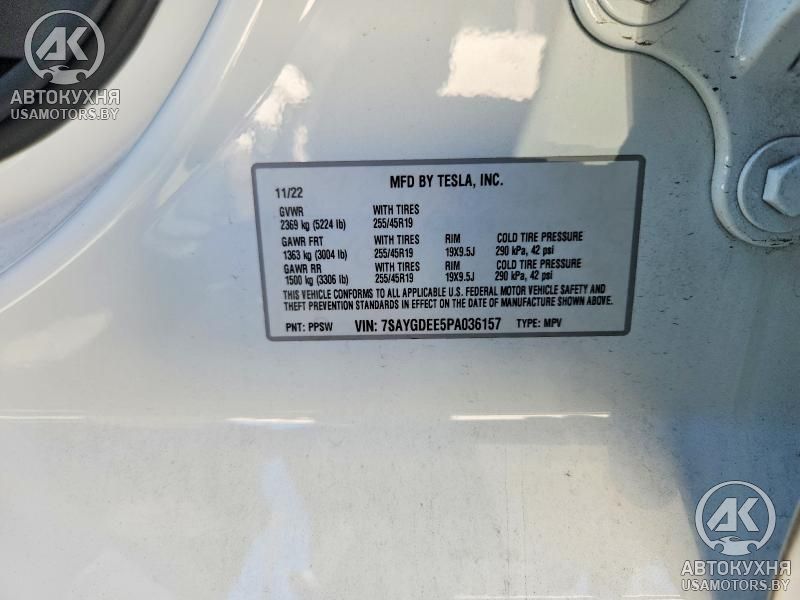 AK
АВТОКУХНЯ
USAMOTORS.BY
MFD BY TESLA, INC.
11/22
GVWR WITH TIRES
2369 kg (5224 lb) 255/45R19
GAWR FRT WITH TIRES RIM COLD TIRE PRESSURE
1363 kg (3004 lb) 255/45R19 19X9.5J 290 kPa, 42 psi
GAWR RR WITH TIRES RIM COLD TIRE PRESSURE
1500 kg (3306 lb) 255/45R19 19X9.5J 290 kPa, 42 psi
THIS VEHICLE CONFORMS TO ALL APPLICABLE U.S. FEDERAL MOTOR VEHICLE SAFETY AND
THEFT PREVENTION STANDARDS IN EFFECT ON THE DATE OF MANUFACTURE SHOWN ABOVE.
PNT: PPSW VIN: 7SAYGDEE5PA036157 TYPE: MPV
AK
АВТОКУХНЯ
USAMOTORS.BY